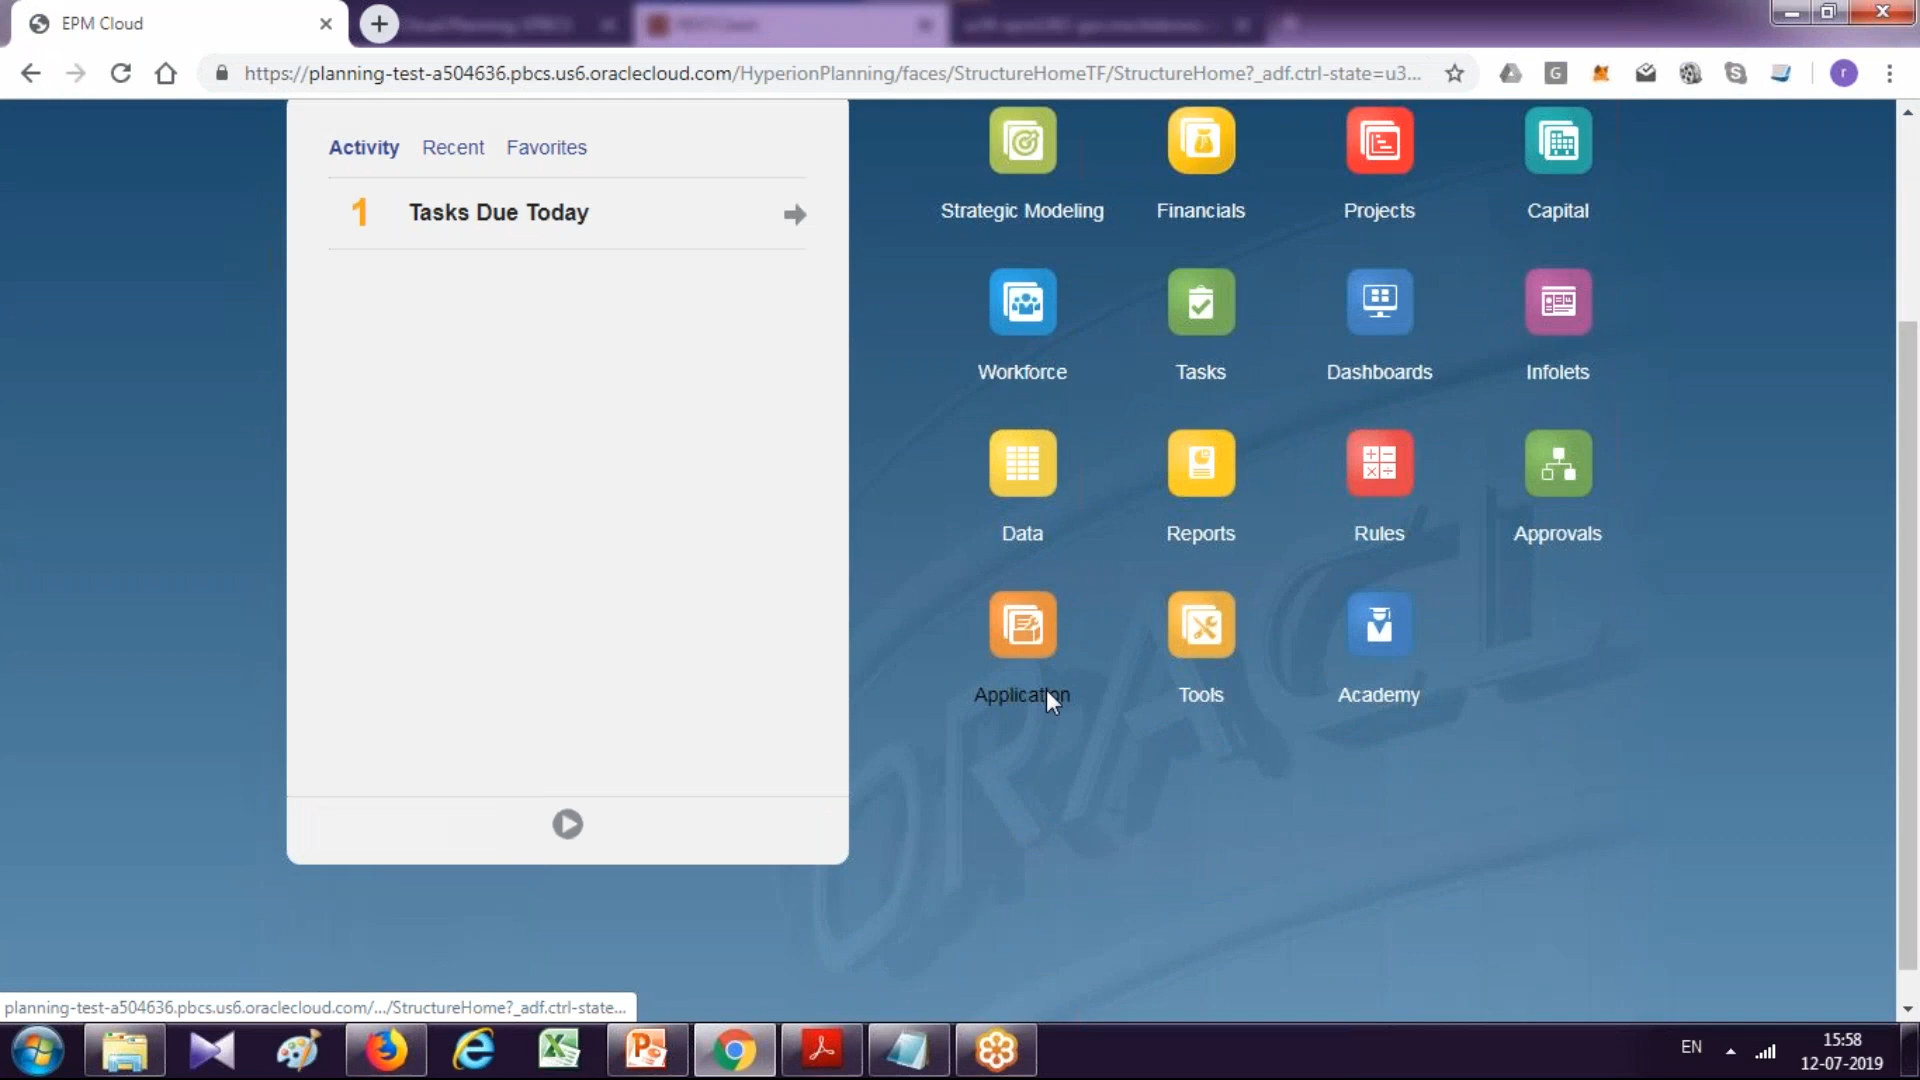 EPM Cloud
https://planning-test-a504636.pbcs.us6.oraclecloud.com/HyperionPlanning/faces/StructureHomeTF/StructureHome?_adf.ctrl-state=u3...
G
r
Activity Recent Favorites
1 Tasks Due Today
Strategic Modeling Financials Projects Capital
Workforce Tasks Dashboards Infolets
Data Reports Rules Approvals
Application Tools Academy
ORACL
planning-test-a504636.pbcs.us6.oraclecloud.com/.../StructureHome?_adf.ctrl-state...
EN
15:58
12-07-2019